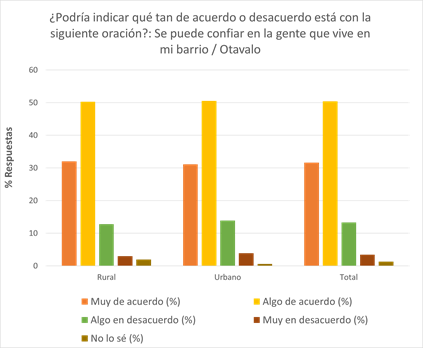 ¿Podría indicar qué tan de acuerdo o desacuerdo está con la
siguiente oración?: Se puede confiar en la gente que vive en
mi barrio / Otavalo
60
50
40
30
20
10
0
% Respuestas
Rural
Urbano
Total
Muy de acuerdo (%)
Algo de acuerdo (%)
Algo en desacuerdo (%)
Muy en desacuerdo (%)
No lo sé (%)